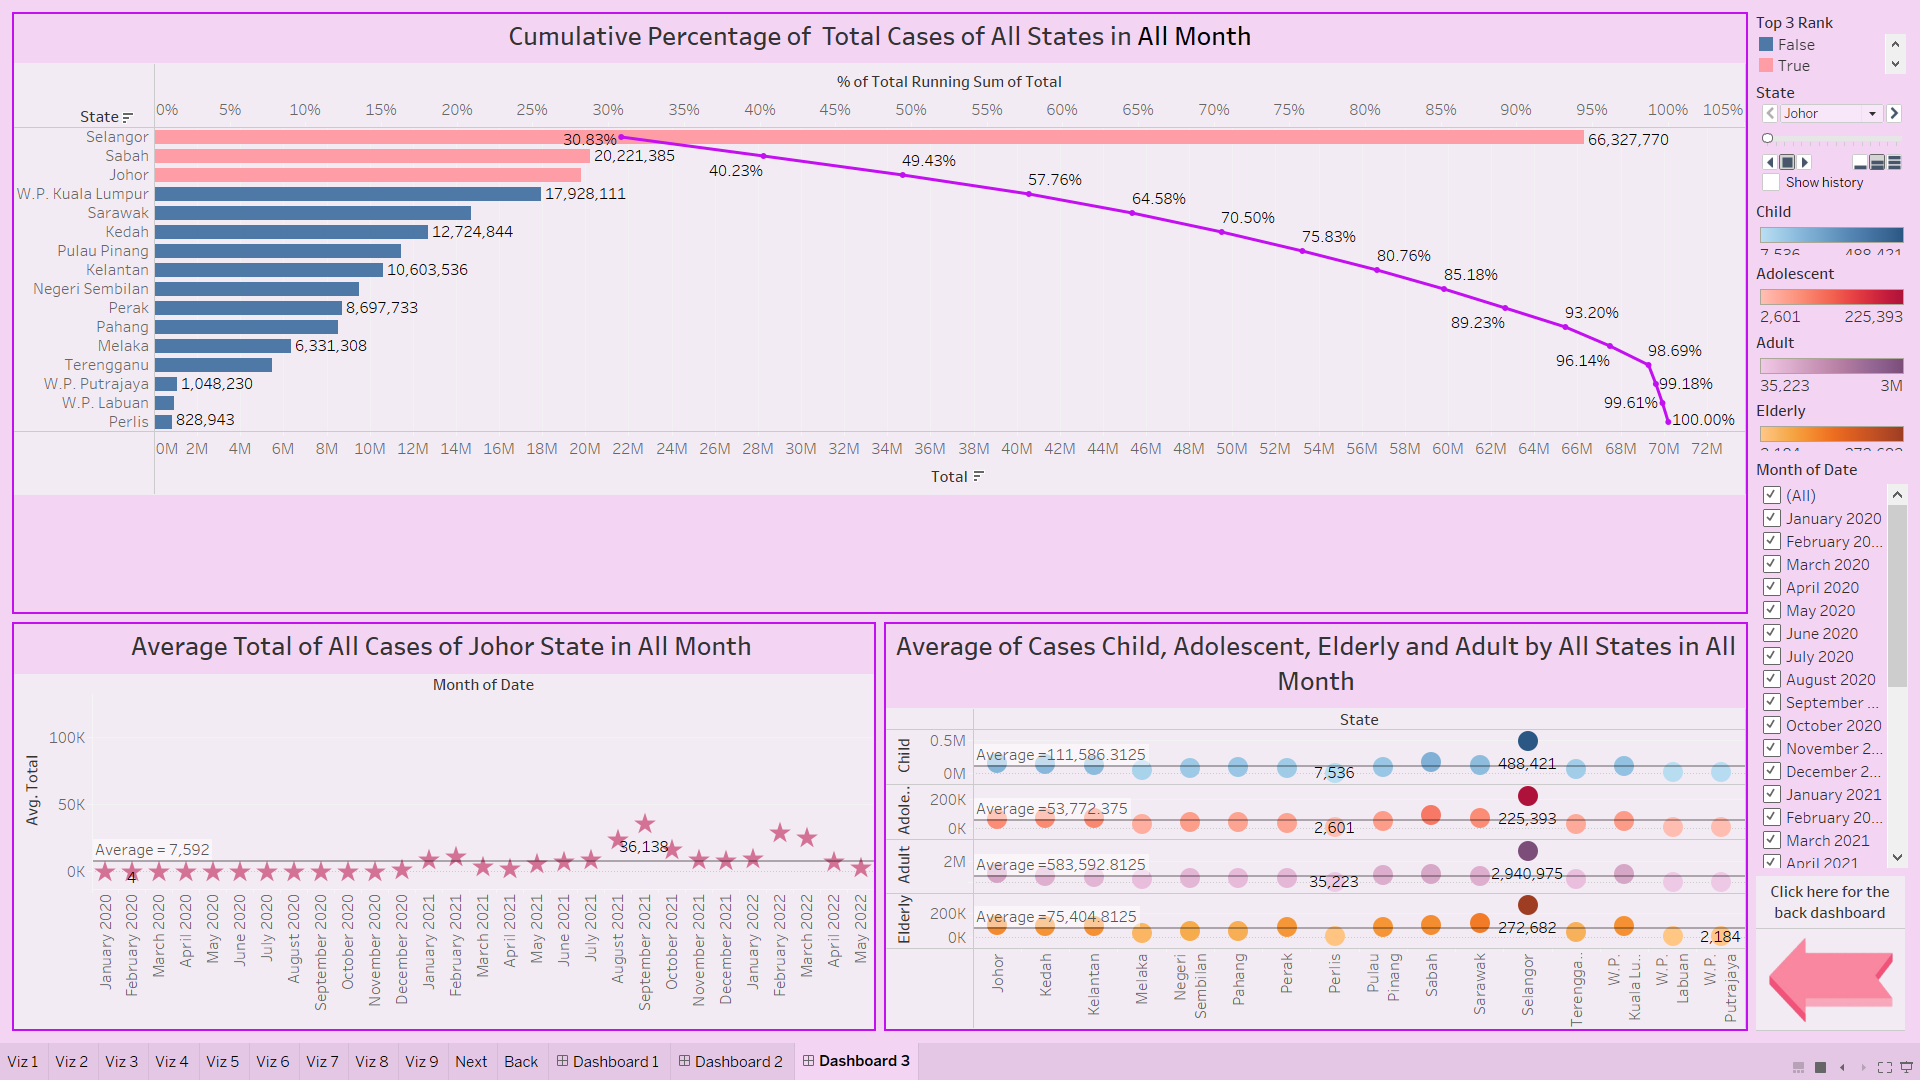 Cumulative Percentage of  Total Cases of All States in All Month
% of Total Running Sum of Total
State
0% 5% 10% 15% 20% 25% 30% 35% 40% 45% 50% 55% 60% 65% 70% 75% 80% 85% 90% 95% 100% 105%
Selangor 30.83% 66,327,770
Sabah 20,221,385 40.23%
Johor 49.43%
W.P. Kuala Lumpur 17,928,111 57.76%
Sarawak 64.58%
Kedah 12,724,844 70.50%
Pulau Pinang 75.83%
Kelantan 10,603,536 80.76%
Negeri Sembilan 85.18%
Perak 8,697,733 89.23%
Pahang 93.20%
Melaka 6,331,308 96.14%
Terengganu 98.69%
W.P. Putrajaya 1,048,230 99.18%
W.P. Labuan 99.61%
Perlis 828,943 100.00%
0M 2M 4M 6M 8M 10M 12M 14M 16M 18M 20M 22M 24M 26M 28M 30M 32M 34M 36M 38M 40M 42M 44M 46M 48M 50M 52M 54M 56M 58M 60M 62M 64M 66M 68M 70M 72M
Total
Average Total of All Cases of Johor State in All Month
Month of Date
Avg. Total
100K
50K
0K
Average = 7,592
4
36,138
January 2020
February 2020
March 2020
April 2020
May 2020
June 2020
July 2020
August 2020
September 2020
October 2020
November 2020
December 2020
January 2021
February 2021
March 2021
April 2021
May 2021
June 2021
July 2021
August 2021
September 2021
October 2021
November 2021
December 2021
January 2022
February 2022
March 2022
April 2022
May 2022
Average of Cases Child, Adolescent, Elderly and Adult by All States in All
Month
State
Child
0.5M
0M
Average =111,586.3125
7,536
488,421
Adole..
200K
0K
Average =53,772.375
2,601
225,393
Adult
2M
Average =583,592.8125
35,223
2,940,975
Elderly
200K
0K
Average =75,404.8125
272,682
2,184
Johor
Kedah
Kelantan
Melaka
Negeri
Sembilan
Pahang
Perak
Perlis
Pulau
Pinang
Sabah
Sarawak
Selangor
Terengga..
W.P.
Kuala Lu..
W.P.
Labuan
W.P.
Putrajaya
Top 3 Rank
False
True
State
Johor
Show history
Child
7,536 488,421
Adolescent
2,601 225,393
Adult
35,223 3M
Elderly
2,184 272,682
Month of Date
(All)
January 2020
February 20...
March 2020
April 2020
May 2020
June 2020
July 2020
August 2020
September ...
October 2020
November 2...
December 2...
January 2021
February 20...
March 2021
April 2021
Click here for the
back dashboard
Viz 1 Viz 2 Viz 3 Viz 4 Viz 5 Viz 6 Viz 7 Viz 8 Viz 9 Next Back Dashboard 1 Dashboard 2 Dashboard 3